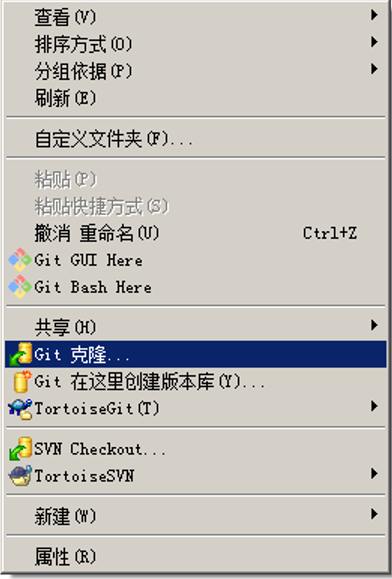 查看(V)
排序方式(O)
分组依据(P)
刷新(E)
自定义文件夹(F)...
粘贴(P)
粘贴快捷方式(S)
撤消 重命名(U) Ctrl+Z
Git GUI Here
Git Bash Here
共享(H)
Git 克隆...
Git 在这里创建版本库(Y)...
TortoiseGit(T)
SVN Checkout...
TortoiseSVN
新建(W)
属性(R)